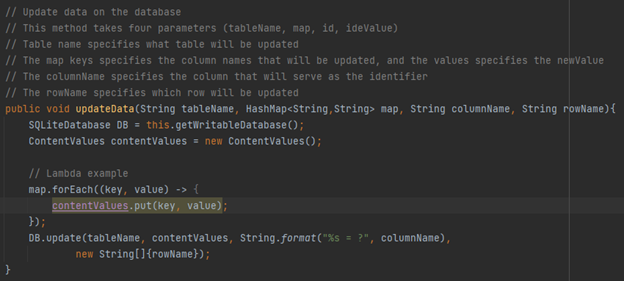 // Update data on the database
// This method takes four parameters (tableName, map, id, ideValue)
// Table name specifies what table will be updated
// The map keys specifies the column names that will be updated, and the values specifies the newValue
// The columnName specifies the column that will serve as the identifier
// The rowName specifies which row will be updated
public void updateData(String tableName, HashMap<String,String> map, String columnName, String rowName){
    SQLiteDatabase DB = this.getWritableDatabase();
    ContentValues contentValues = new ContentValues();

    // Lambda example
    map.forEach((key, value) -> {
        contentValues.put(key, value);
    });
    DB.update(tableName, contentValues, String.format("%s = ?", columnName),
            new String[]{rowName});
}